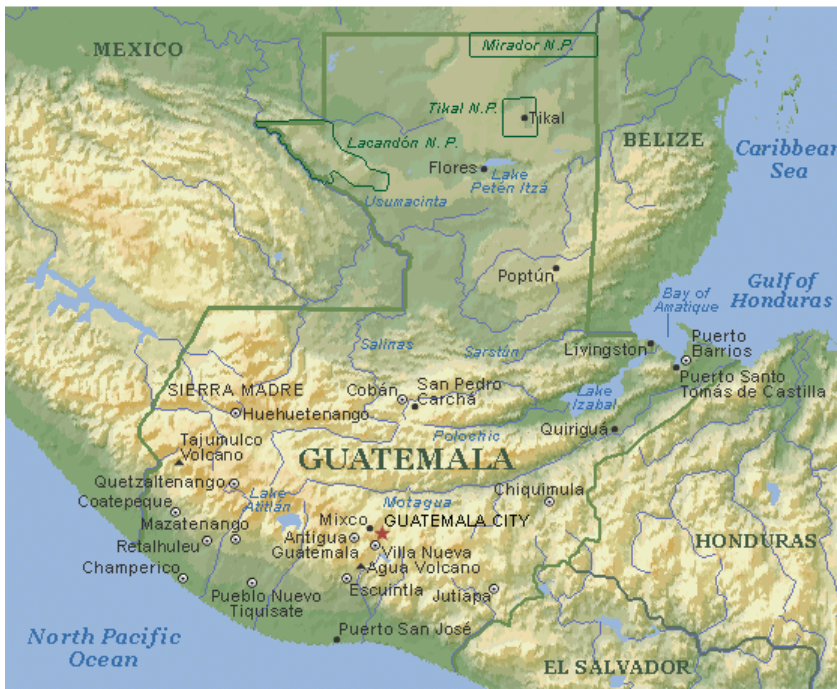 MEXICO
Mirador N.P.
Tikal N.P.
Tikal
Lacandón N.P.
BELIZE
Caribbean
Sea
Flores
Lake
Petén Itzá
Usumacinta
Poptún
Gulf of
Honduras
Bay of
Amatique
Salinas
Sarstún
Livingston
Puerto
Barrios
SIERRA MADRE
Cobán
San Pedro
Carchá
Puerto Santo
Tomás de Castilla
Huehuetenango
Lake
Izabal
Tajumulco
Volcano
Polochic
Quiriguá
GUATEMALA
Quetzaltenango
Coatepeque
Lake
Atitlán
Motagua
Chiquimula
Mazatenango
Mixco
GUATEMALA CITY
Retalhuleu
Antigua
Guatemala
Villa Nueva
HONDURAS
Champerico
Agua Volcano
Pueblo Nuevo
Tiquisate
Escuintla
Jutiapa
North Pacific
Ocean
Puerto San José
EL SALVADOR